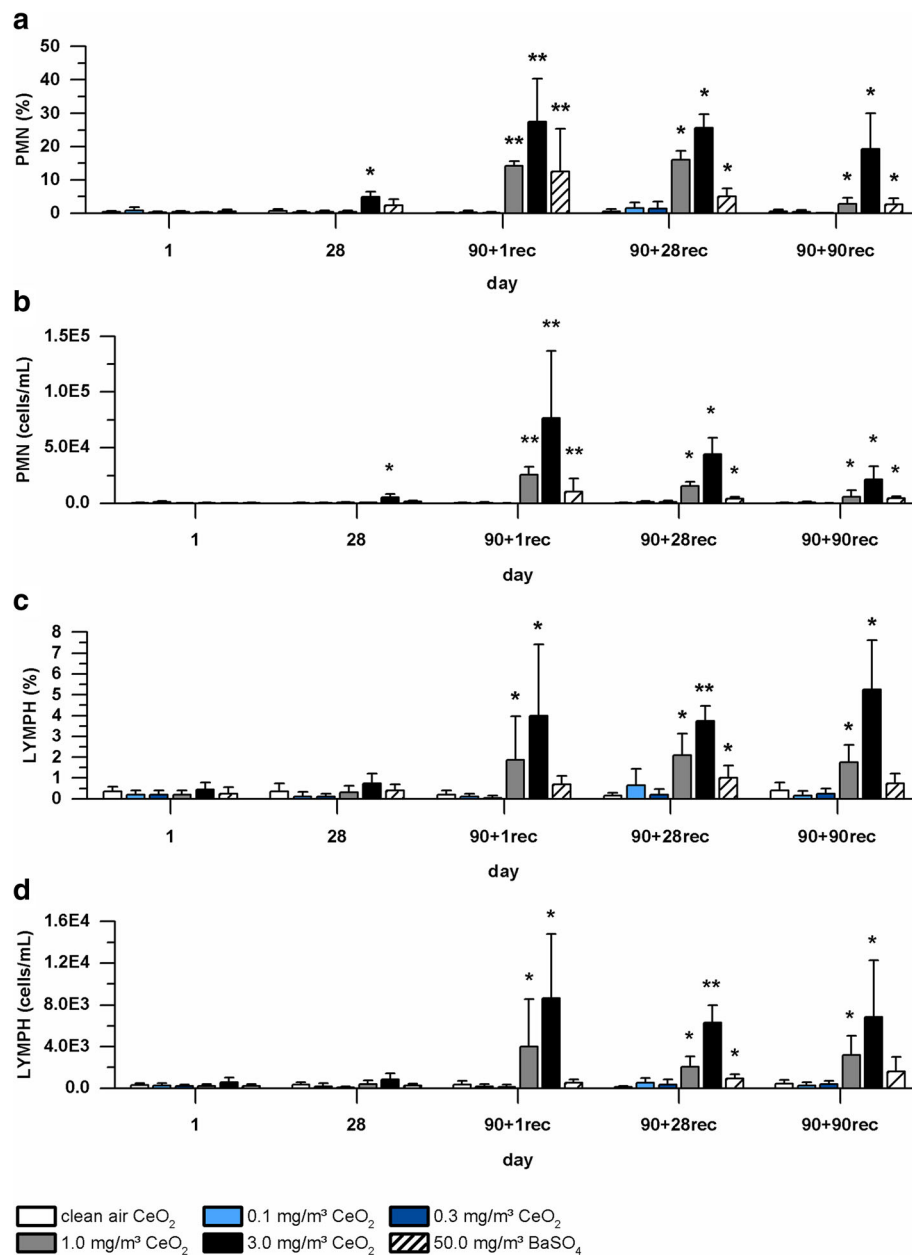 a
PMN (%)
50
40
30
20
10
0
** ** **
* * * *
* * *
1 28 90+1rec 90+28rec 90+90rec
day
b
PMN (cells/mL)
1.5E5
1.0E5
5.0E4
0.0
* ** ** ** * * * * * *
1 28 90+1rec 90+28rec 90+90rec
day
c
LYMPH (%)
8
7
6
5
4
3
2
1
0
* * * ** * * *
1 28 90+1rec 90+28rec 90+90rec
day
d
LYMPH (cells/mL)
1.6E4
1.2E4
8.0E3
4.0E3
0.0
* * * ** * * *
1 28 90+1rec 90+28rec 90+90rec
day
clean air CeO₂ 0.1 mg/m³ CeO₂ 0.3 mg/m³ CeO₂
1.0 mg/m³ CeO₂ 3.0 mg/m³ CeO₂ 50.0 mg/m³ BaSO₄